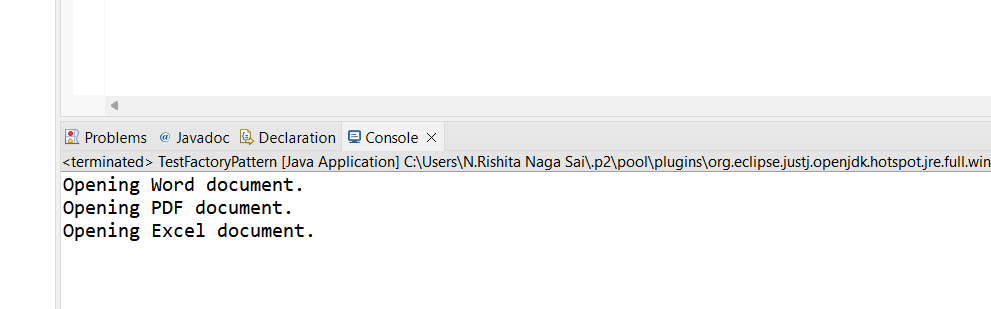 Problems @ Javadoc Declaration Console
<terminated> TestFactoryPattern [Java Application] C:\Users\N.Rishita Naga Sai\.p2\pool\plugins\org.eclipse.justj.openjdk.hotspot.jre.full.win
Opening Word document.
Opening PDF document.
Opening Excel document.